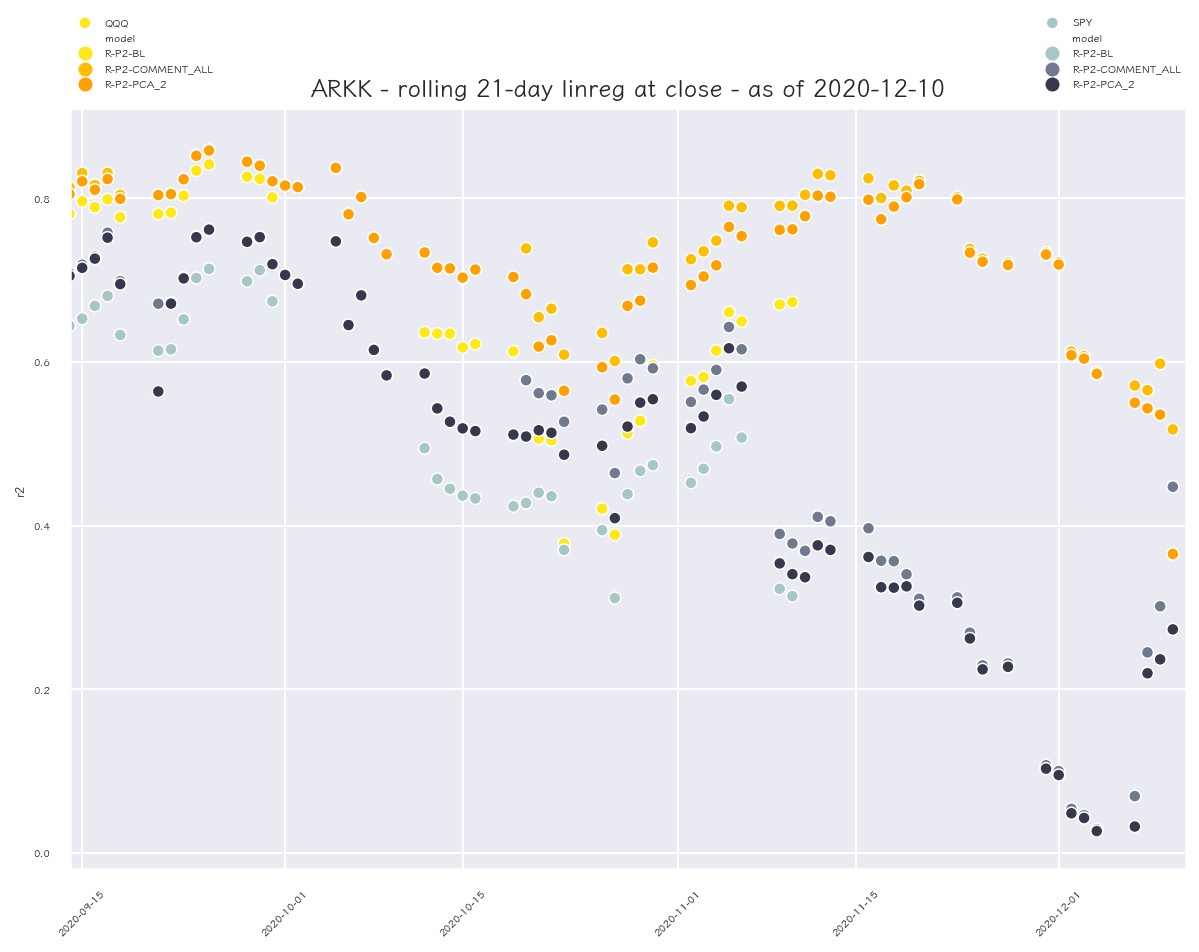 QQQ
model
R-P2-BL
R-P2-COMMENT_ALL
R-P2-PCA_2
SPY
model
R-P2-BL
R-P2-COMMENT_ALL
R-P2-PCA_2
ARKK - rolling 21-day linreg at close - as of 2020-12-10
r2
0.8
0.6
0.4
0.2
0.0
2020-09-15
2020-10-01
2020-10-15
2020-11-01
2020-11-15
2020-12-01